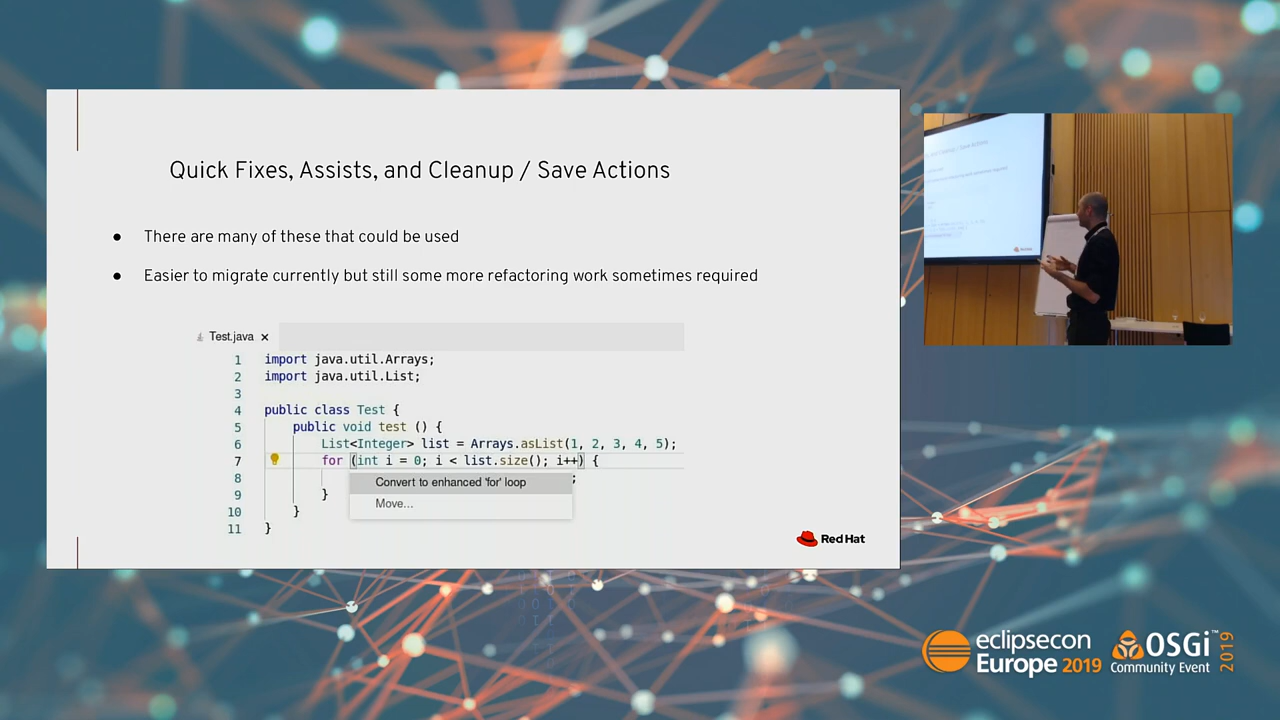 Quick Fixes, Assists, and Cleanup / Save Actions
● There are many of these that could be used
● Easier to migrate currently but still some more refactoring work sometimes required
Test.java ×
1 import java.util.Arrays;
2 import java.util.List;
3
4 public class Test {
5 public void test () {
6 List<Integer> list = Arrays.asList(1, 2, 3, 4, 5);
7 for (int i = 0; i < list.size(); i++) {
8 ;
Convert to enhanced 'for' loop
9 }
Move...
10 }
11 }
Red Hat
eclipsecon
Europe 2019
OSGi™
Community Event
2019